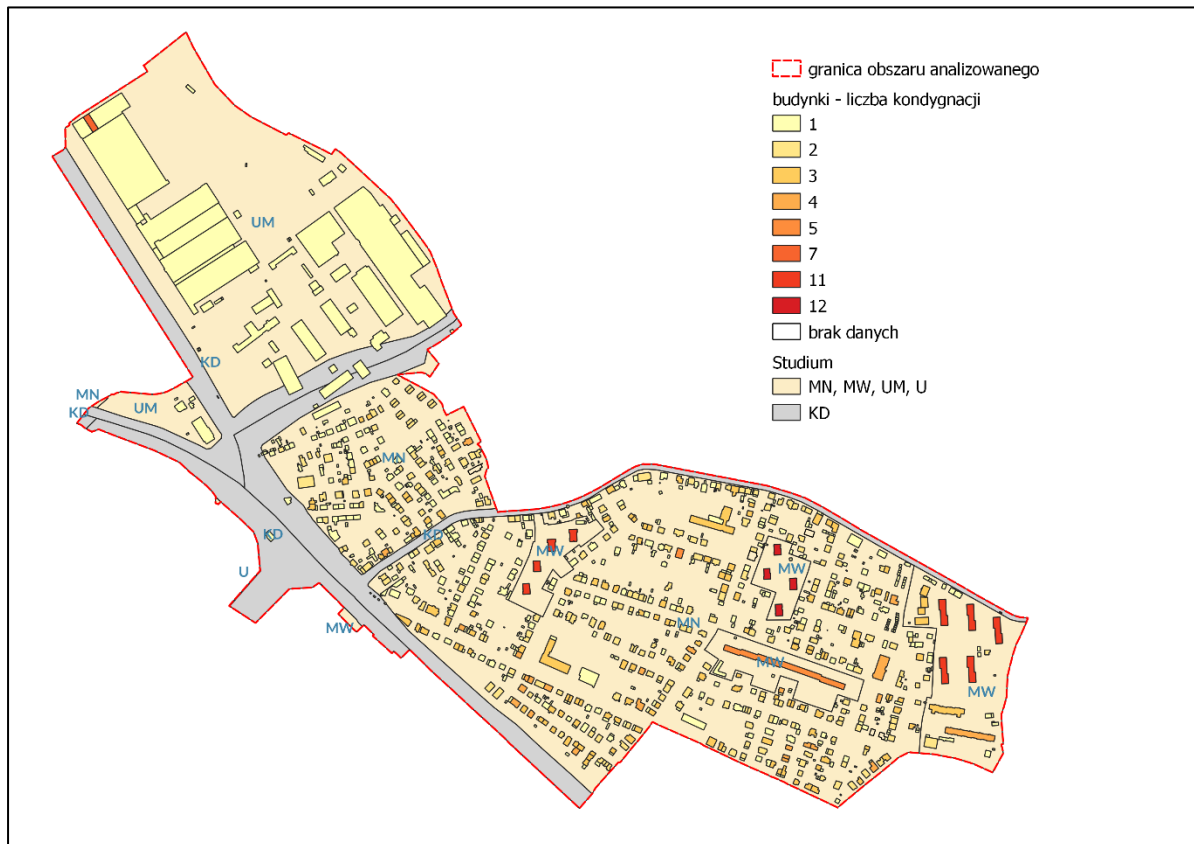 granica obszaru analizowanego
budynki - liczba kondygnacji
1
2
3
4
5
7
11
12
brak danych
Studium
MN, MW, UM, U
KD
UM
KD
MN
KD
UM
MN
KD
KD
MW
MW
U
MN
MW
MW
MW